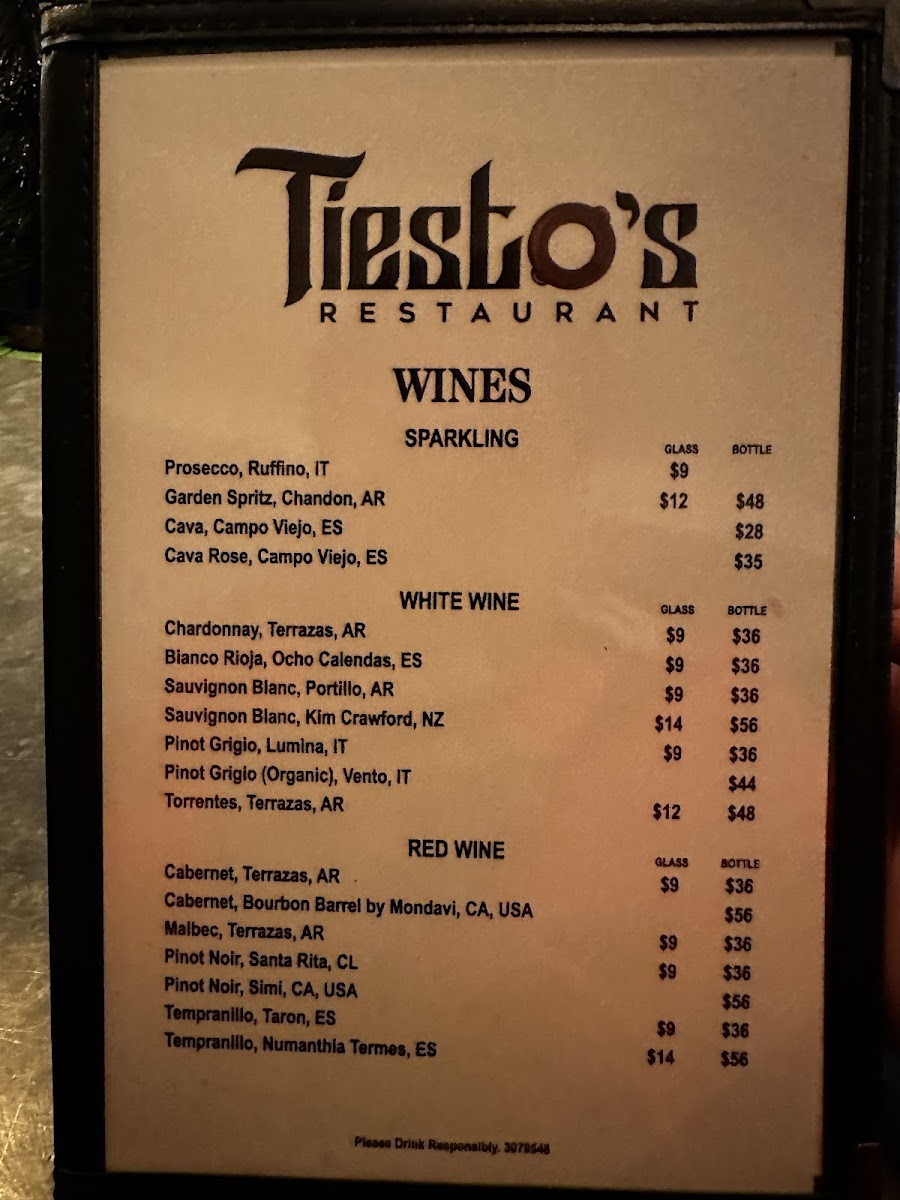 Tiesto's
RESTAURANT
WINES
SPARKLING
GLASS BOTTLE
Prosecco, Ruffino, IT $9
Garden Spritz, Chandon, AR $12 $48
Cava, Campo Viejo, ES $28
Cava Rose, Campo Viejo, ES $35
WHITE WINE
GLASS BOTTLE
Chardonnay, Terrazas, AR $9 $36
Bianco Rioja, Ocho Calendas, ES $9 $36
Sauvignon Blanc, Portillo, AR $9 $36
Sauvignon Blanc, Kim Crawford, NZ $14 $56
Pinot Grigio, Lumina, IT $9 $36
Pinot Grigio (Organic), Vento, IT $44
Torrentes, Terrazas, AR $12 $48
RED WINE
GLASS BOTTLE
Cabernet, Terrazas, AR $9 $36
Cabernet, Bourbon Barrel by Mondavi, CA, USA $56
Malbec, Terrazas, AR $9 $36
Pinot Noir, Santa Rita, CL $9 $36
Pinot Noir, Simi, CA, USA $56
Tempranillo, Taron, ES $9 $36
Tempranillo, Numanthia Termes, ES $14 $56
Please Drink Responsibly. 3079548